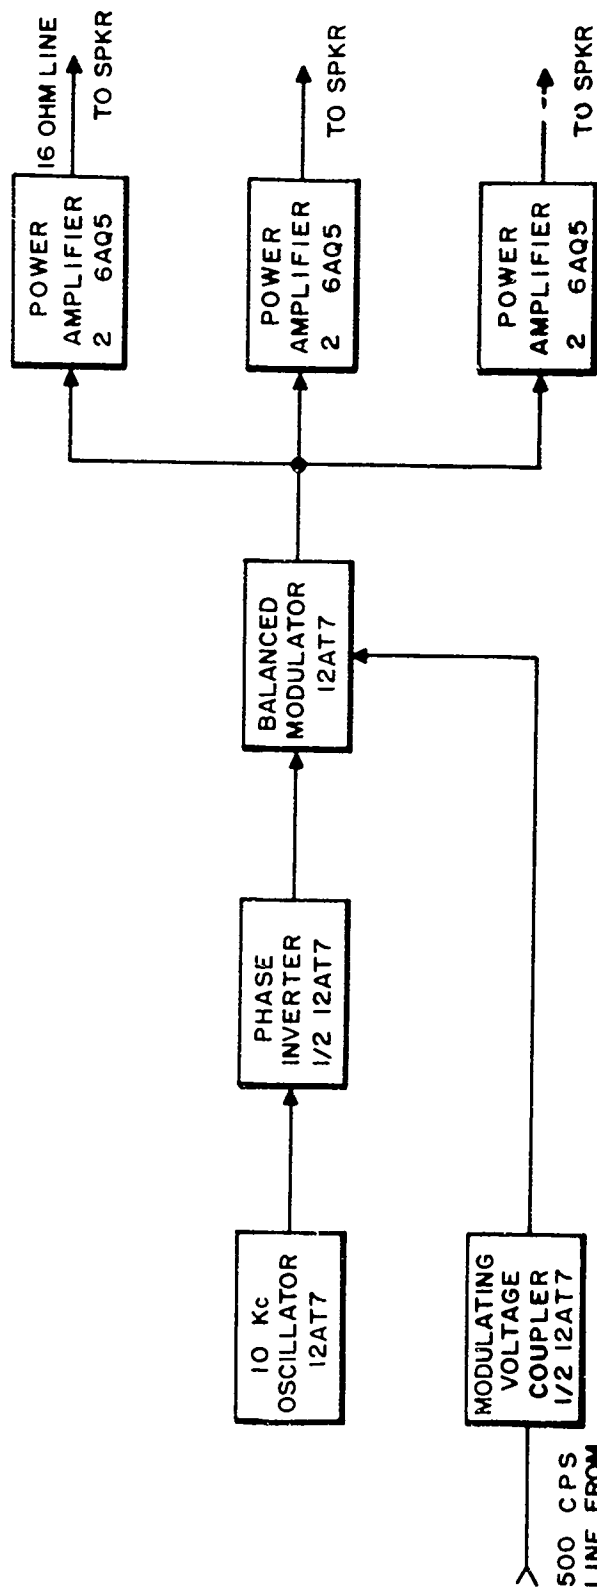 16 OHM LINE
TO SPKR
POWER
AMPLIFIER
2 6AQ5
TO SPKR
POWER
AMPLIFIER
2 6AQ5
TO SPKR
POWER
AMPLIFIER
2 6AQ5
BALANCED
MODULATOR
12AT7
PHASE
INVERTER
1/2 12AT7
10 Kc
OSCILLATOR
12AT7
MODULATING
VOLTAGE
COUPLER
1/2 12AT7
500 CPS
LINE FROM